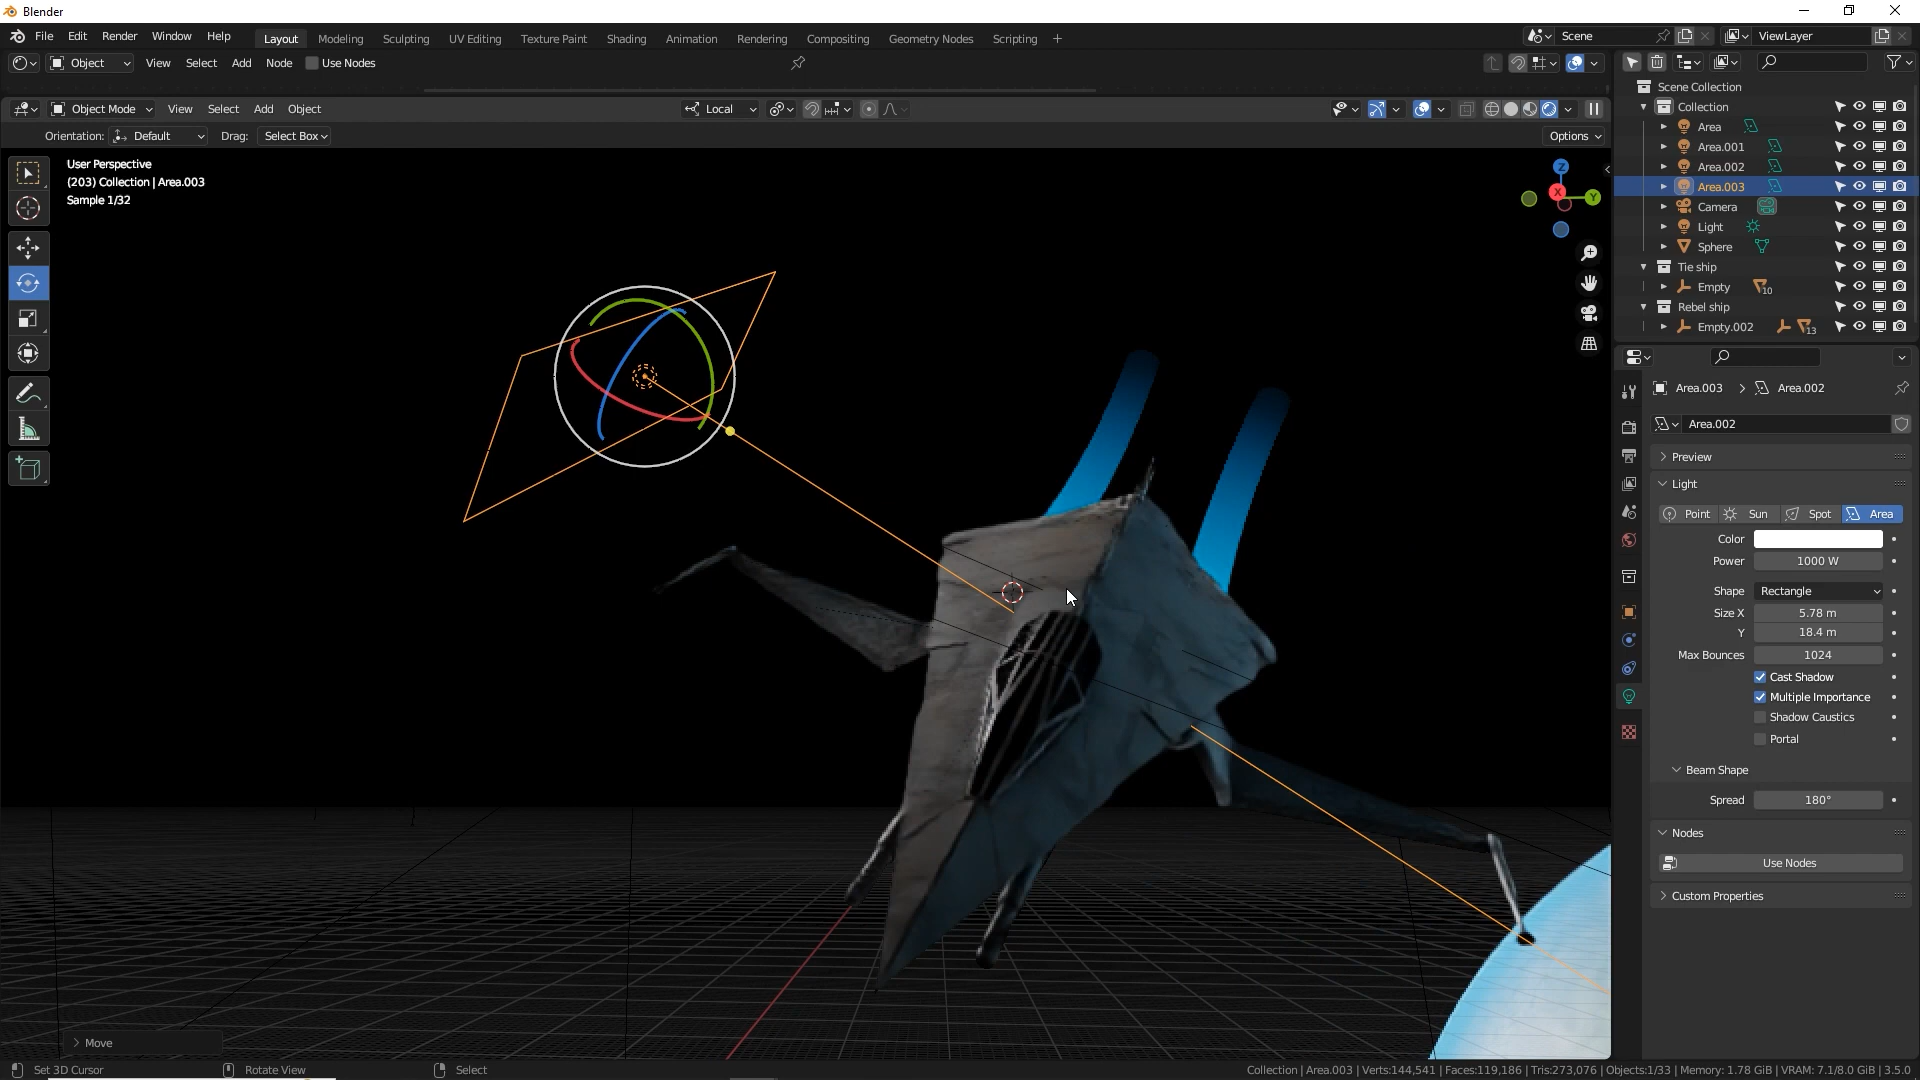 Blender
File Edit Render Window Help Layout Modeling Sculpting UV Editing Texture Paint Shading Animation Rendering Compositing Geometry Nodes Scripting + Scene ViewLayer
Object View Select Add Node Use Nodes
Object Mode View Select Add Object Local
Orientation: Default Drag: Select Box Options
User Perspective
(203) Collection | Area.003
Sample 1/32
Z
X
Y
Scene Collection
Collection
Area
Area.001
Area.002
Area.003
Camera
Light
Sphere
Tie ship
Empty 10
Rebel ship
Empty.002 13
Area.003 > Area.002
Area.002
Preview
Light
Point Sun Spot Area
Color
Power 1000 W
Shape Rectangle
Size X 5.78 m
Y 18.4 m
Max Bounces 1024
Cast Shadow
Multiple Importance
Shadow Caustics
Portal
Beam Shape
Spread 180°
Nodes
Use Nodes
Custom Properties
> Move
Set 3D Cursor Rotate View Select Collection | Area.003 | Verts:144,541 | Faces:119,186 | Tris:273,076 | Objects:1/33 | Memory: 1.78 GiB | VRAM: 7.1/8.0 GiB | 3.5.0